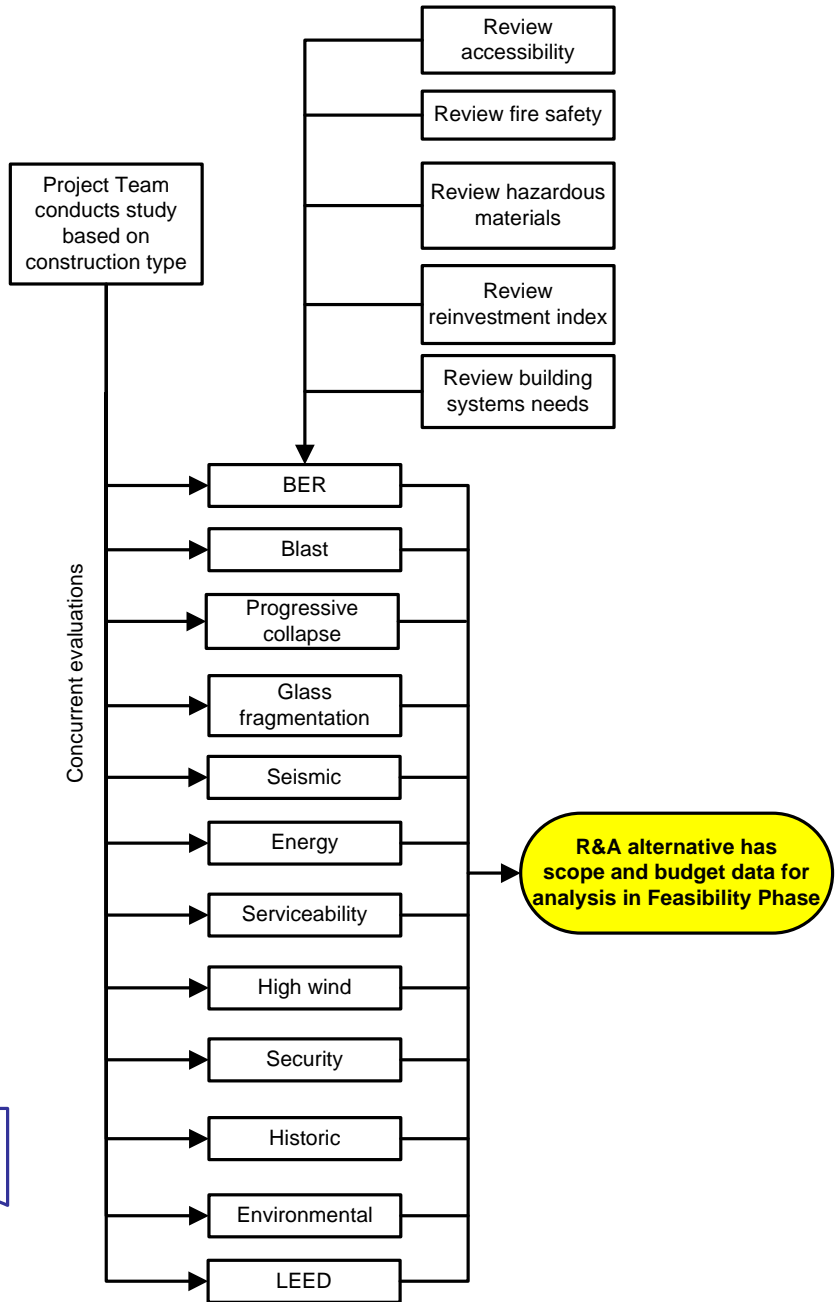 Review
accessibility
Review fire safety
Project Team
conducts study
based on
construction type
Review hazardous
materials
Review
reinvestment index
Review building
systems needs
Concurrent evaluations
BER
Blast
Progressive
collapse
Glass
fragmentation
Seismic
Energy
Serviceability
High wind
Security
Historic
Environmental
LEED
R&A alternative has
scope and budget data for
analysis in Feasibility Phase